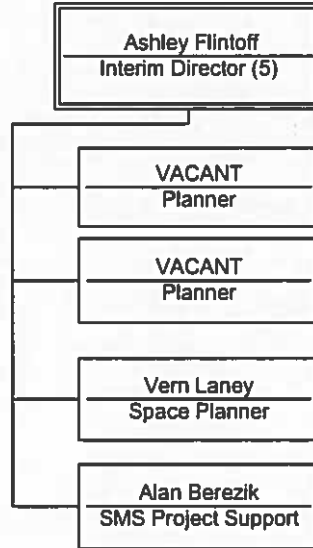 Ashley Flintoff
Interim Director (5)
VACANT
Planner
VACANT
Planner
Vern Laney
Space Planner
Alan Berezik
SMS Project Support